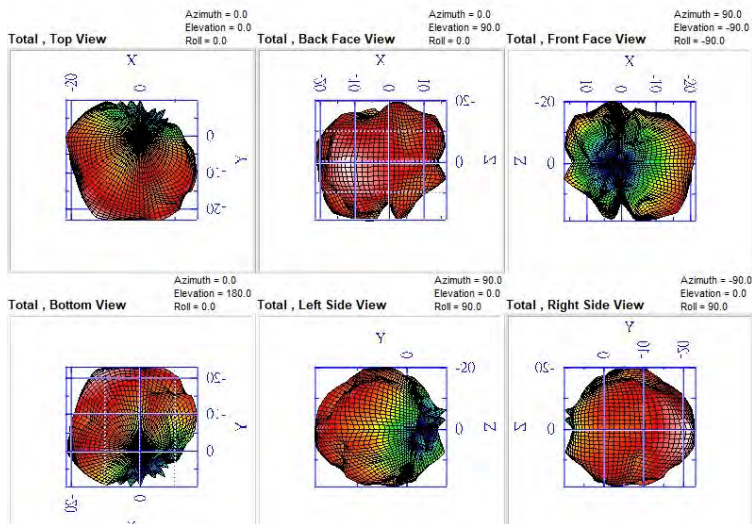 Azimuth = 0.0
Elevation = 0.0
Total , Top View Roll = 0.0
Azimuth = 0.0
Elevation = 90.0
Total , Back Face View Roll = 0.0
Azimuth = 90.0
Elevation = -90.0
Total , Front Face View Roll = -90.0
X
-20 0
0
-10
-20
Y
X
-20 -10 0 10
-20
0
Z
X
10 0 -10 -20
-20
Z 0
Azimuth = 0.0
Elevation = 180.0
Total , Bottom View Roll = 0.0
Azimuth = 90.0
Elevation = 0.0
Total , Left Side View Roll = 90.0
Azimuth = -90.0
Elevation = 0.0
Total , Right Side View Roll = 90.0
-20
-10
0
Y
-20 0
X
Y
0
-20
0
Z
Y
0 -10 -20
-20
Z 0